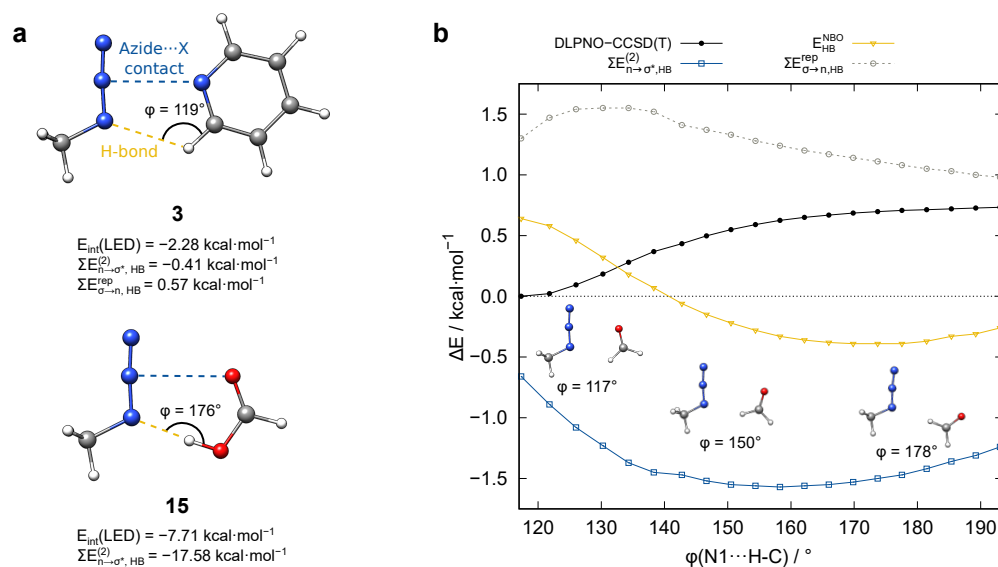 a
Azide···X
contact
φ = 119°
H-bond
3
E_int(LED) = −2.28 kcal·mol⁻¹
ΣE^(2)_n→σ*, HB = −0.41 kcal·mol⁻¹
ΣE^rep_σ→n, HB = 0.57 kcal·mol⁻¹
φ = 176°
15
E_int(LED) = −7.71 kcal·mol⁻¹
ΣE^(2)_n→σ*, HB = −17.58 kcal·mol⁻¹
b
DLPNO−CCSD(T)
ΣE^(2)_n→σ*,HB
E^NBO_HB
ΣE^rep_σ→n,HB
ΔE / kcal·mol⁻¹
1.5
1.0
0.5
0.0
−0.5
−1.0
−1.5
φ = 117°
φ = 150°
φ = 178°
120 130 140 150 160 170 180 190
φ(N1···H-C) / °